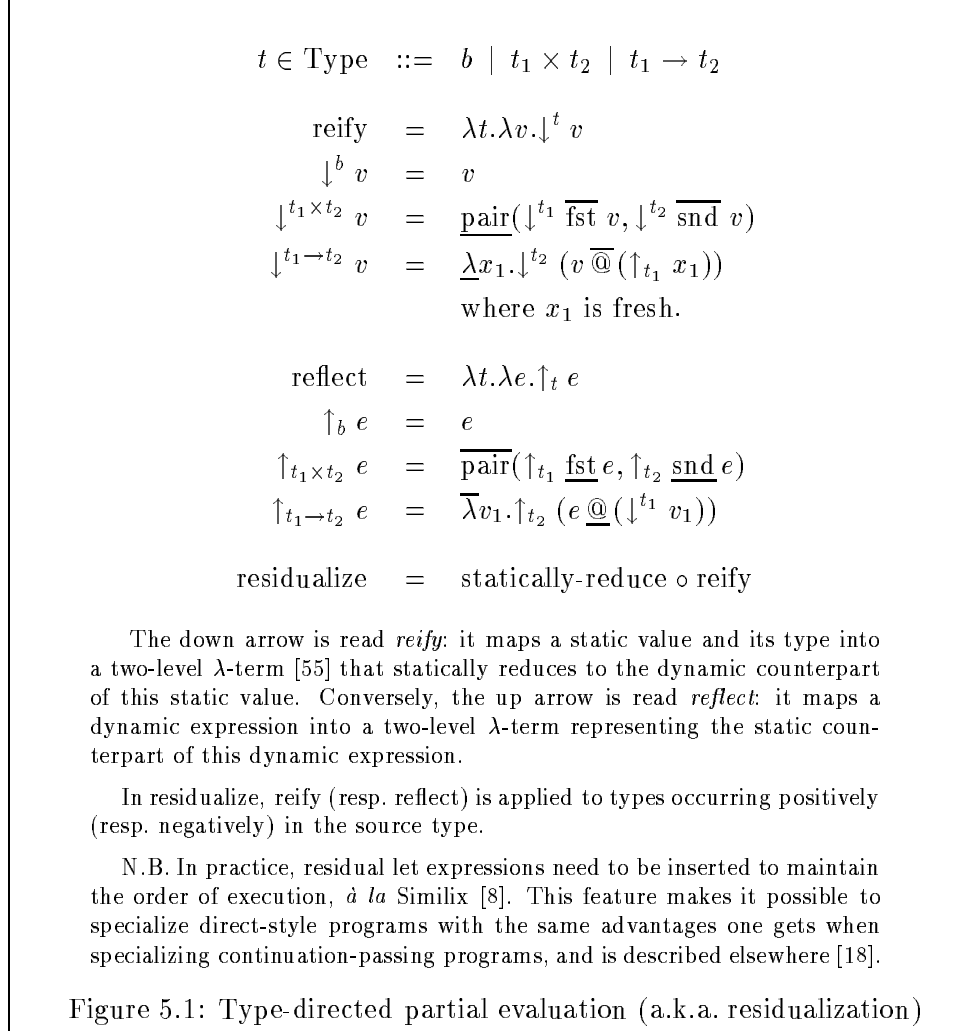 t ∈ Type ::= b | t₁ × t₂ | t₁ → t₂
reify = λt.λv.↓ᵗ v
↓ᵇ v = v
↓^{t₁×t₂} v = p̲a̲i̲r̲(↓^{t₁} f̅s̅t̅ v, ↓^{t₂} s̅n̅d̅ v)
↓^{t₁→t₂} v = λ̲x₁.↓^{t₂} (v @̅ (↑_{t₁} x₁))
where x₁ is fresh.
reflect = λt.λe.↑_t e
↑_b e = e
↑_{t₁×t₂} e = p̅a̅i̅r̅(↑_{t₁} f̲s̲t̲ e, ↑_{t₂} s̲n̲d̲ e)
↑_{t₁→t₂} e = λ̅v₁.↑_{t₂} (e @̲ (↓^{t₁} v₁))
residualize = statically-reduce ∘ reify
The down arrow is read reify: it maps a static value and its type into
a two-level λ-term [55] that statically reduces to the dynamic counterpart
of this static value. Conversely, the up arrow is read reflect: it maps a
dynamic expression into a two-level λ-term representing the static coun-
terpart of this dynamic expression.
In residualize, reify (resp. reflect) is applied to types occurring positively
(resp. negatively) in the source type.
N.B. In practice, residual let expressions need to be inserted to maintain
the order of execution, à la Similix [8]. This feature makes it possible to
specialize direct-style programs with the same advantages one gets when
specializing continuation-passing programs, and is described elsewhere [18].
Figure 5.1: Type-directed partial evaluation (a.k.a. residualization)